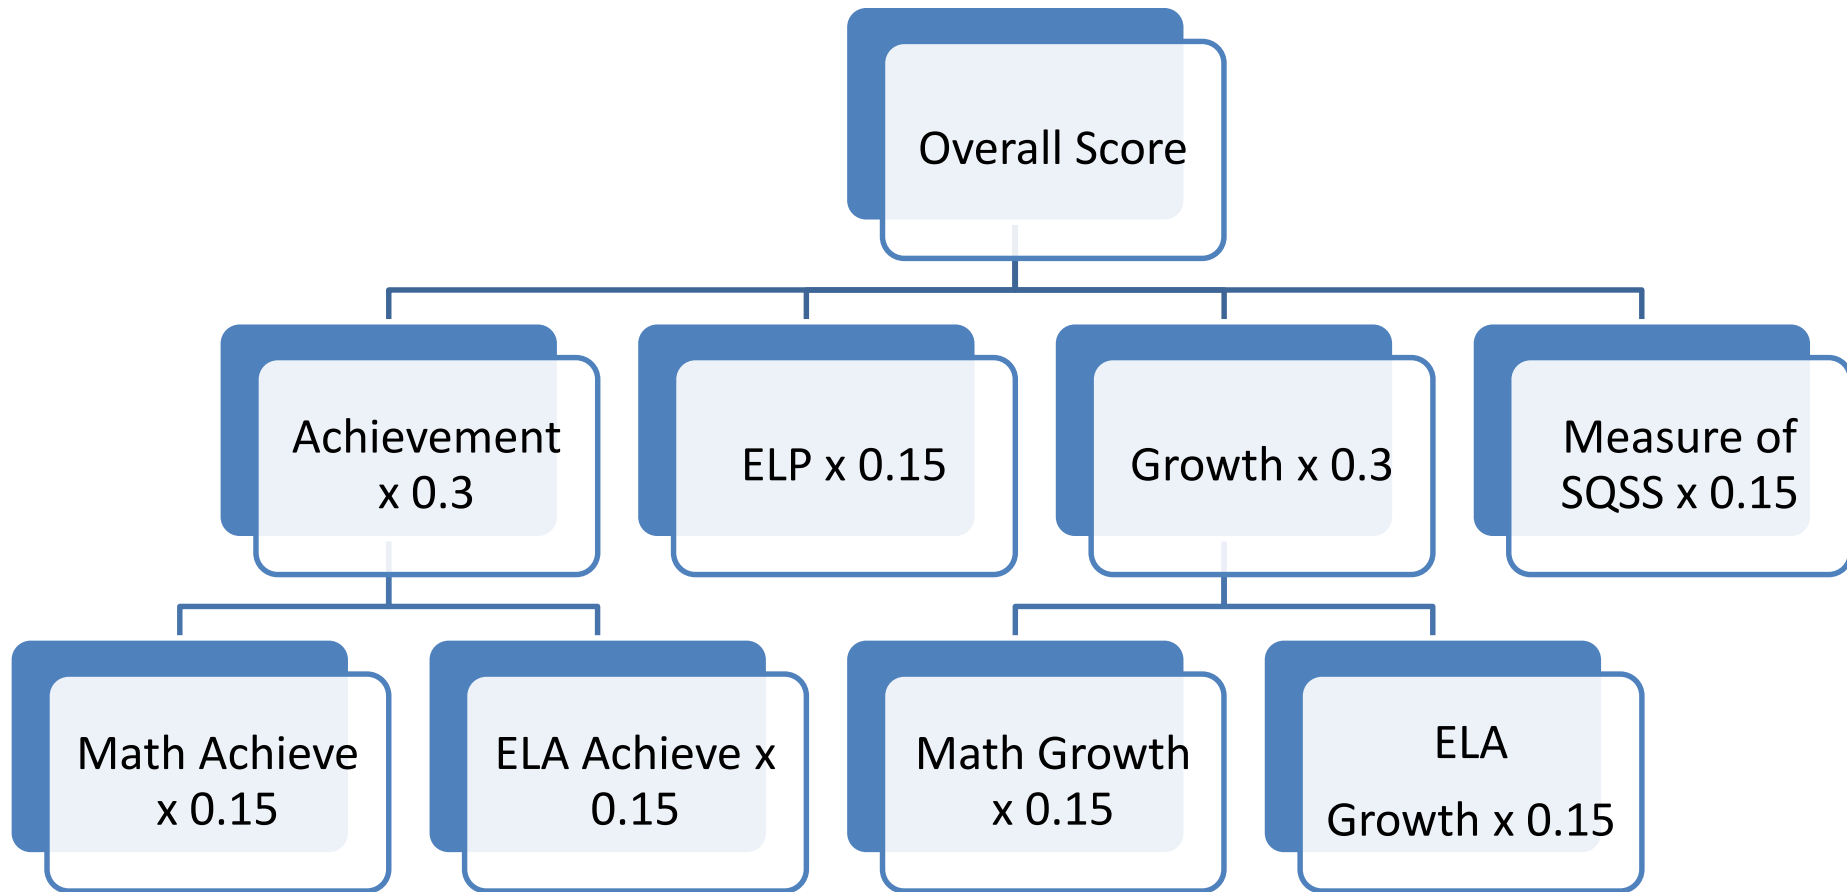 Overall Score
Achievement
x 0.3
ELP x 0.15
Growth x 0.3
Measure of
SQSS x 0.15
Math Achieve
x 0.15
ELA Achieve x
0.15
Math Growth
x 0.15
ELA
Growth x 0.15